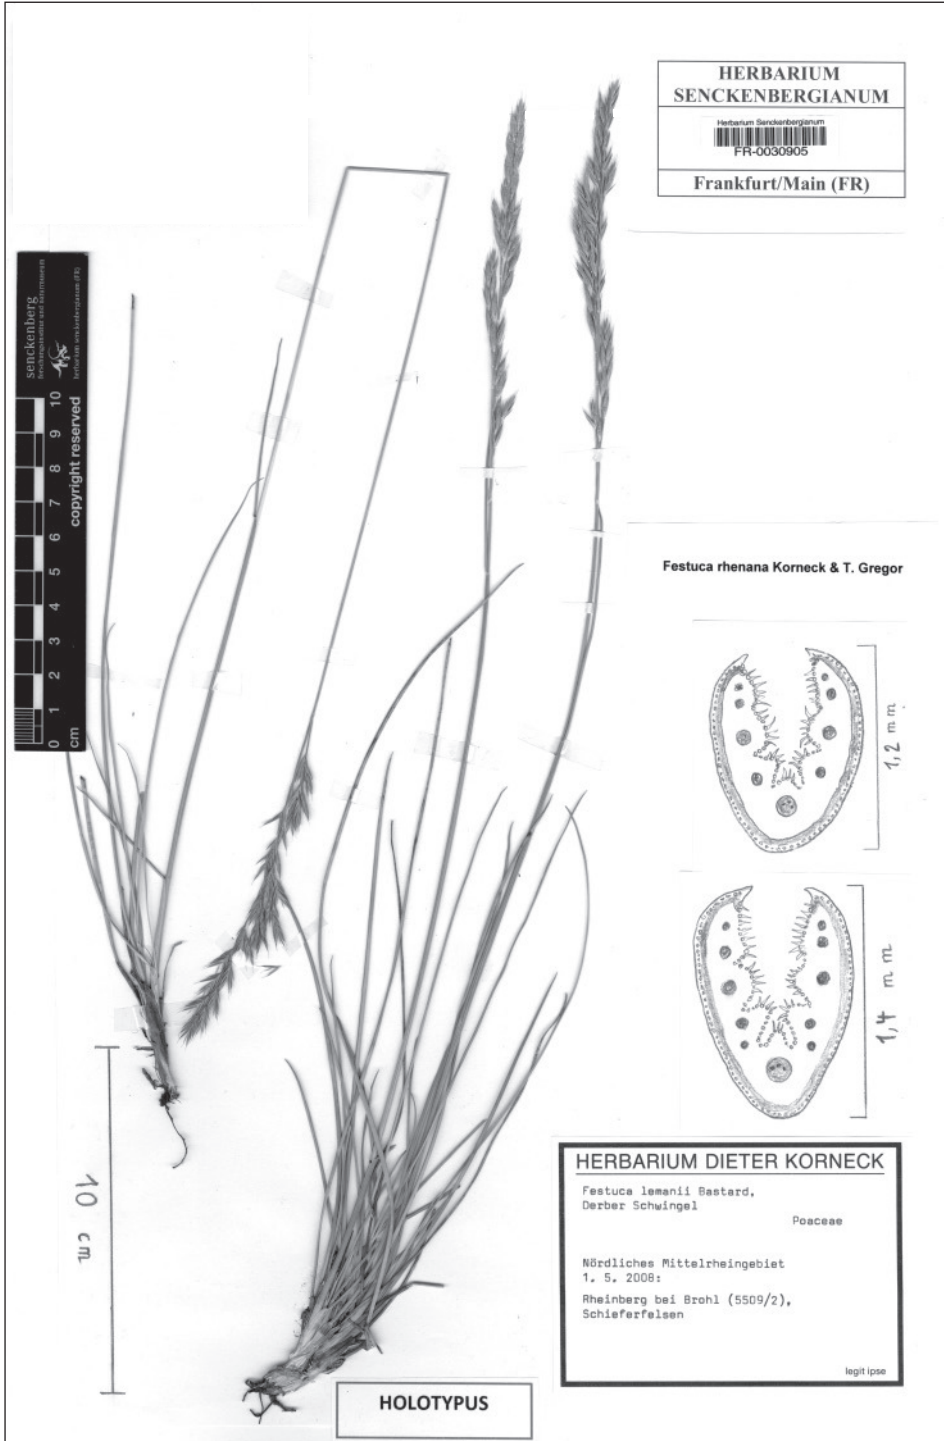 HERBARIUM
SENCKENBERGIANUM
Herbarium Senckenbergianum
FR-0030905
Frankfurt/Main (FR)
senckenberg
forschungsinstitut und naturmuseum
herbarium senckenbergianum (FR)
copyright reserved
0 1 2 3 4 5 6 7 8 9 10
cm
Festuca rhenana Korneck & T. Gregor
1,2 mm
1,4 mm
10 cm
HERBARIUM DIETER KORNECK
Festuca lemanii Bastard,
Derber Schwingel
Poaceae
Nördliches Mittelrheingebiet
1. 5. 2008:
Rheinberg bei Brohl (5509/2),
Schieferfelsen
legit ipse
HOLOTYPUS